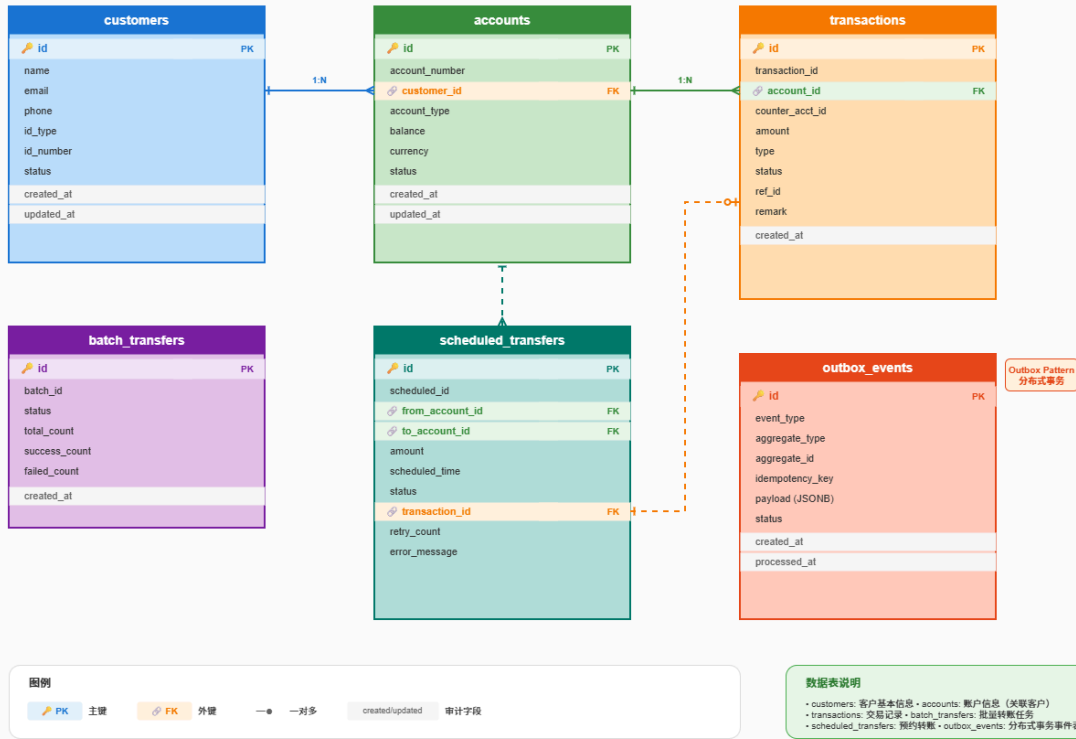 customers
id PK
name
email
phone
id_type
id_number
status
created_at
updated_at
1:N
accounts
id PK
account_number
customer_id FK
account_type
balance
currency
status
created_at
updated_at
1:N
transactions
id PK
transaction_id
account_id FK
counter_acct_id
amount
type
status
ref_id
remark
created_at
batch_transfers
id PK
batch_id
status
total_count
success_count
failed_count
created_at
scheduled_transfers
id PK
scheduled_id
from_account_id FK
to_account_id FK
amount
scheduled_time
status
transaction_id FK
retry_count
error_message
outbox_events
id PK
event_type
aggregate_type
aggregate_id
idempotency_key
payload (JSONB)
status
created_at
processed_at
Outbox Pattern
分布式事务
图例
PK 主键 FK 外键 一对多 created/updated 审计字段
数据表说明
• customers: 客户基本信息 • accounts: 账户信息（关联客户）
• transactions: 交易记录 • batch_transfers: 批量转账任务
• scheduled_transfers: 预约转账 • outbox_events: 分布式事务事件表